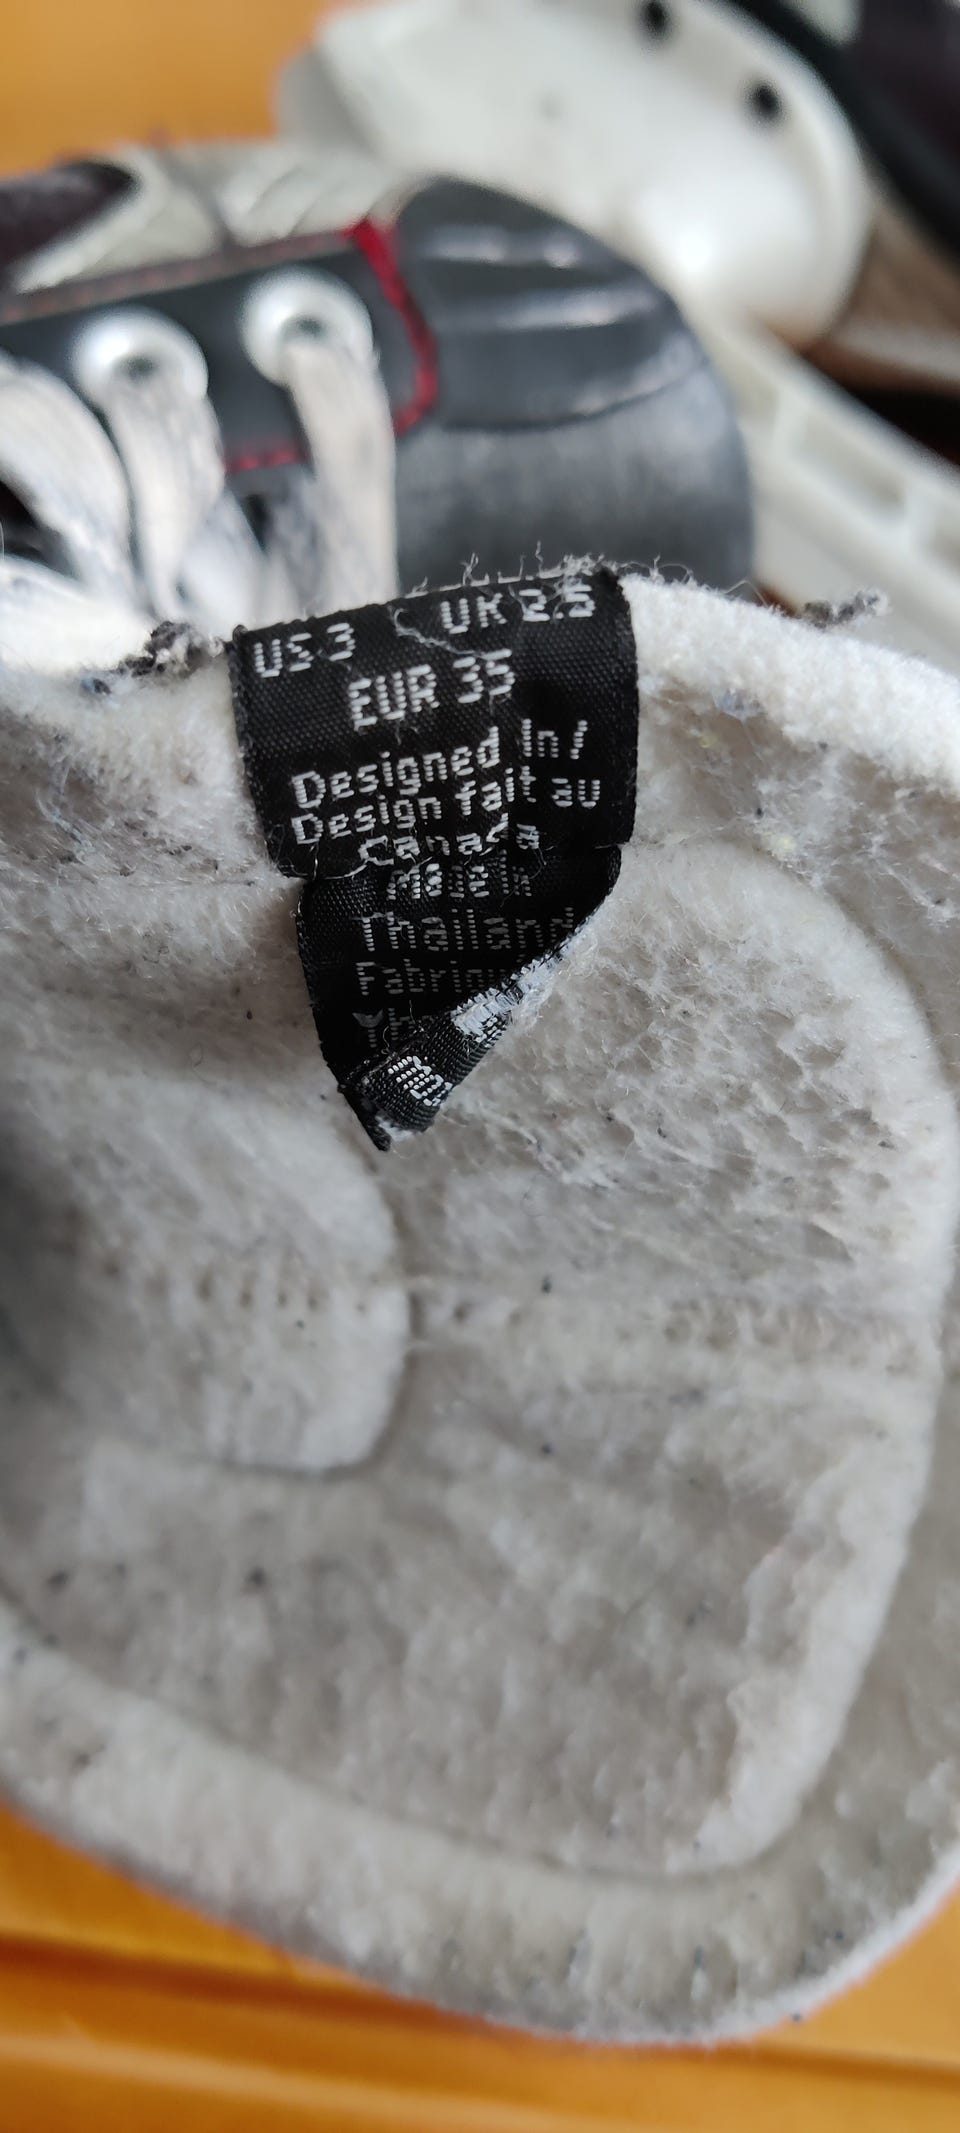 US 3 UK 2.5
EUR 35
Designed in /
Design fait au
Canada
Made in
Thailand